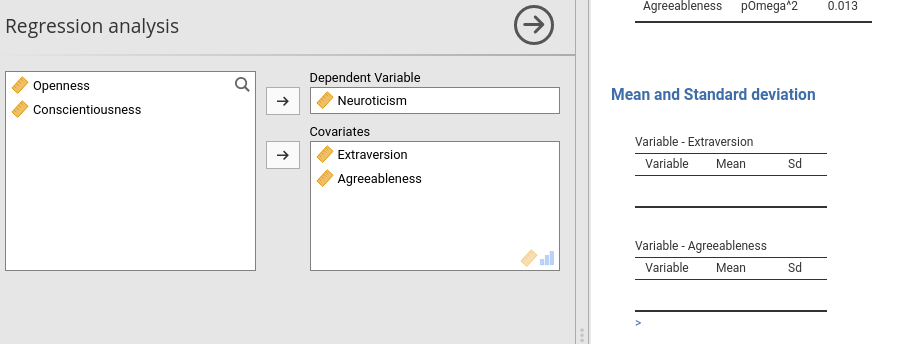 Regression analysis
Openness
Conscientiousness
Dependent Variable
Neuroticism
Covariates
Extraversion
Agreeableness
Agreeableness pOmega^2 0.013
Mean and Standard deviation
Variable - Extraversion
Variable Mean Sd
Variable - Agreeableness
Variable Mean Sd
>